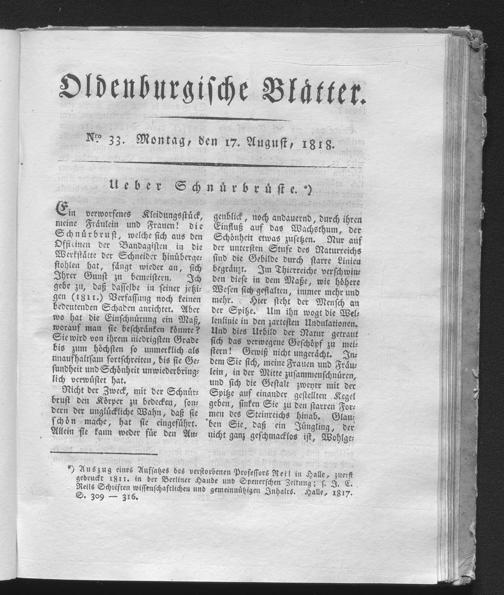 Oldenburgische Blätter.
Nro 33. Montag, den 17. August, 1818.
Ueber Schnürbrüste.*)
Ein verworfenes Kleidungsstück,
meine Fräulein und Frauen! die
Schnürbrust, welche sich aus den
Officinen der Bandagisten in die
Werkstätte der Schneider hinüberge-
stohlen hat, fängt wieder an, sich
Ihrer Gunst zu bemeistern. Ich
gebe zu, daß dasselbe in seiner jetzi-
gen (1811.) Verfassung noch keinen
bedeutenden Schaden anrichtet. Aber
wo hat die Einschnürung ein Maß,
worauf man sie beschränken könnte?
Sie wird von ihrem niedrigsten Grade
bis zum höchsten so unmerklich als
unaufhaltsam fortschreiten, bis sie Ge-
sundheit und Schönheit unwiederbring-
lich verwüstet hat.
Nicht der Zweck, mit der Schnür-
brust den Körper zu bedecken, son-
dern der unglückliche Wahn, daß sie
schön mache, hat sie eingeführt.
Allein sie kann weder für den Au-
genblick, noch andauernd, durch ihren
Einfluß auf das Wachsthum, der
Schönheit etwas zusetzen. Nur auf
der untersten Stufe des Naturreichs
sind die Gebilde durch starre Linien
begränzt. Im Thierreiche verschwin-
den diese in dem Maße, wie höhere
Wesen sich gestalten, immer mehr und
mehr. Hier steht der Mensch an
der Spitze. Um ihn wogt die Wel-
lenlinie in den zartesten Undulationen.
Und dies Urbild der Natur getraut
sich das verwegene Geschöpf zu mei-
stern! Gewiß nicht ungerächt. In-
dem Sie sich, meine Frauen und Fräu-
lein, in der Mitte zusammenschnüren,
und sich die Gestalt zweyer mit der
Spitze auf einander gestellten Kegel
geben, sinken Sie zu den starren For-
men des Steinreichs hinab. Glau-
ben Sie, daß ein Jüngling, der
nicht ganz geschmacklos ist, Wohlge-
*) Auszug eines Aufsatzes des verstorbenen Professors Reil in Halle, zuerst
gedruckt 1811. in der Berliner Haude und Spenerschen Zeitung; s. J. C.
Reils Schriften wissenschaftlichen und gemeinnützigen Inhalts. Halle, 1817.
S. 309 — 316.